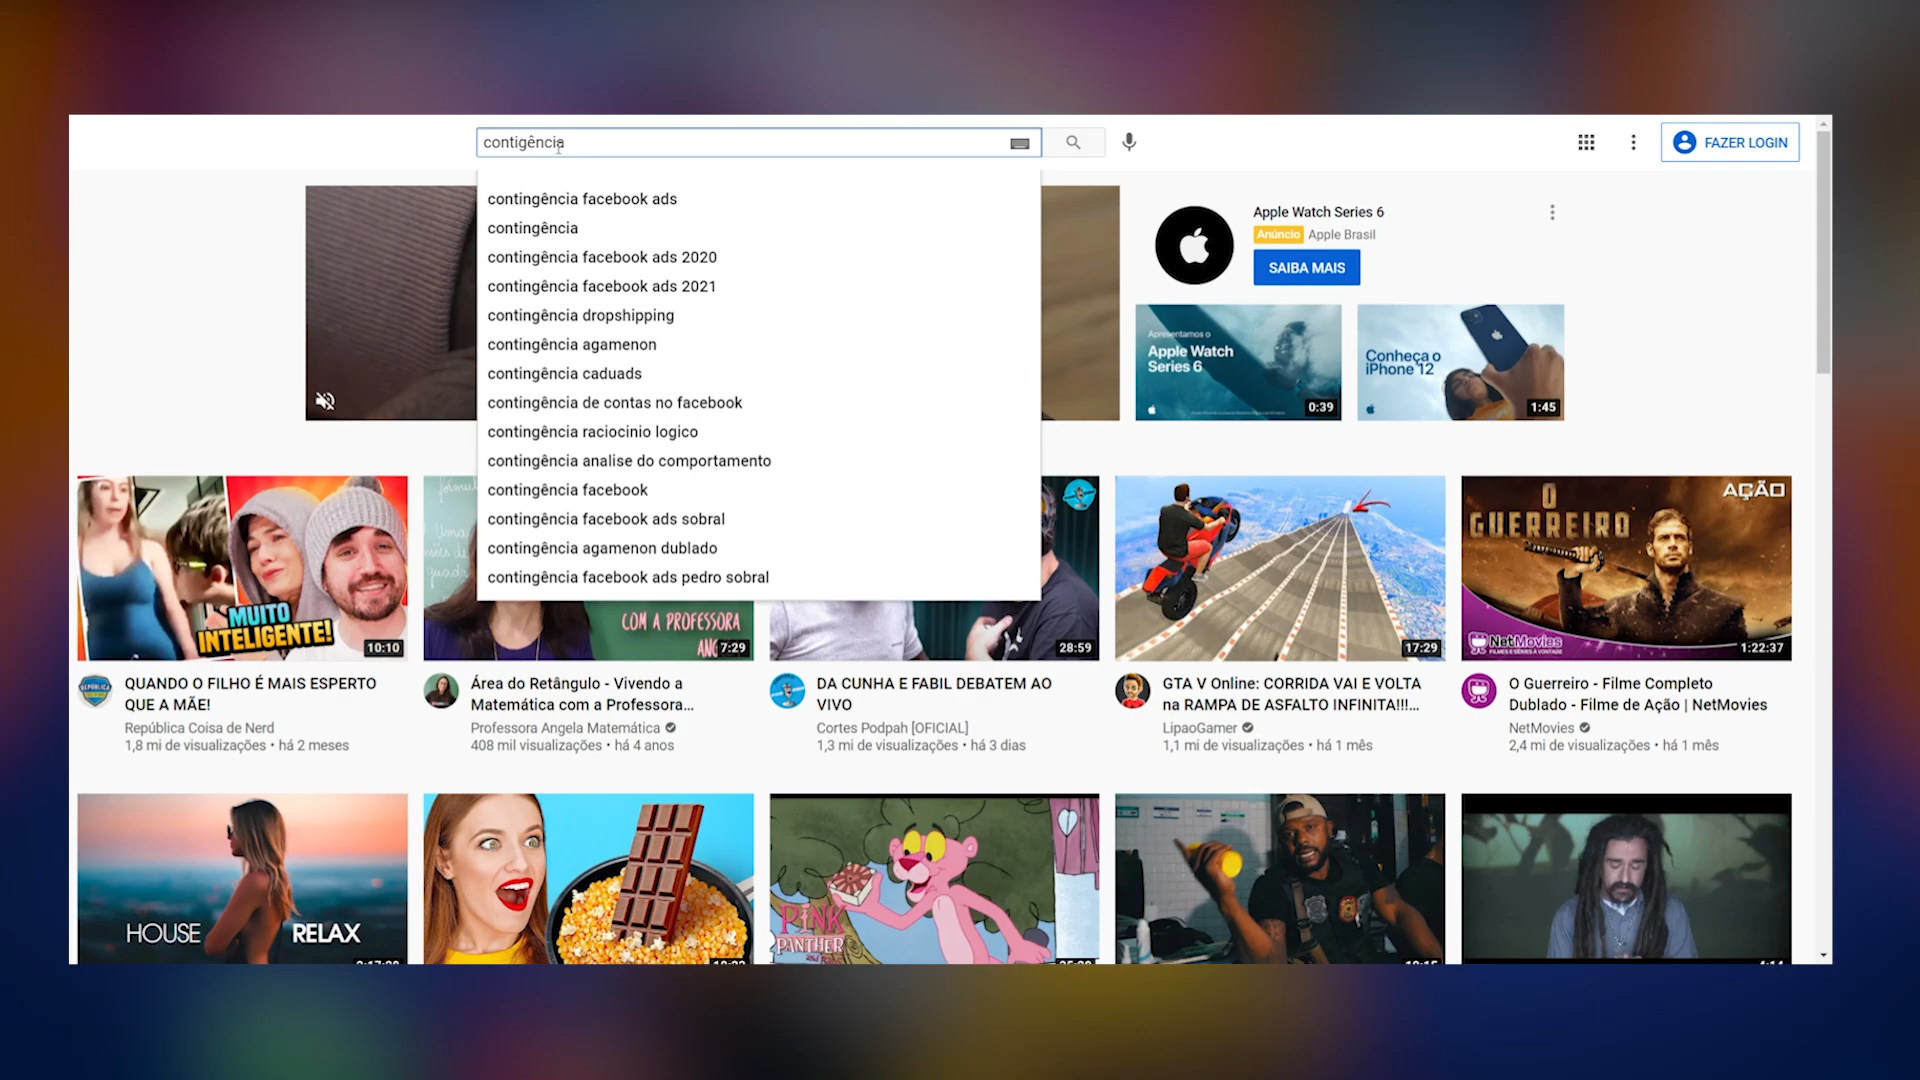 contigência
FAZER LOGIN
contingência facebook ads
contingência
contingência facebook ads 2020
contingência facebook ads 2021
contingência dropshipping
contingência agamenon
contingência caduads
contingência de contas no facebook
contingência raciocinio logico
contingência analise do comportamento
contingência facebook
contingência facebook ads sobral
contingência agamenon dublado
contingência facebook ads pedro sobral
Apple Watch Series 6
Anúncio Apple Brasil
SAIBA MAIS
Apresentamos o
Apple Watch
Series 6
0:39
Conheça o
iPhone 12
1:45
MUITO
INTELIGENTE!
10:10
COM A PROFESSORA
7:29
28:59
17:29
AÇÃO
O
GUERREIRO
NetMovies
FILMES E SÉRIES À VONTADE
1:22:37
QUANDO O FILHO É MAIS ESPERTO
QUE A MÃE!
República Coisa de Nerd
1,8 mi de visualizações • há 2 meses
Área do Retângulo - Vivendo a
Matemática com a Professora...
Professora Angela Matemática
408 mil visualizações • há 4 anos
DA CUNHA E FABIL DEBATEM AO
VIVO
Cortes Podpah [OFICIAL]
1,3 mi de visualizações • há 3 dias
GTA V Online: CORRIDA VAI E VOLTA
na RAMPA DE ASFALTO INFINITA!!!...
LipaoGamer
1,1 mi de visualizações • há 1 mês
O Guerreiro - Filme Completo
Dublado - Filme de Ação | NetMovies
NetMovies
2,4 mi de visualizações • há 1 mês
HOUSE RELAX
PINK
PANTHER